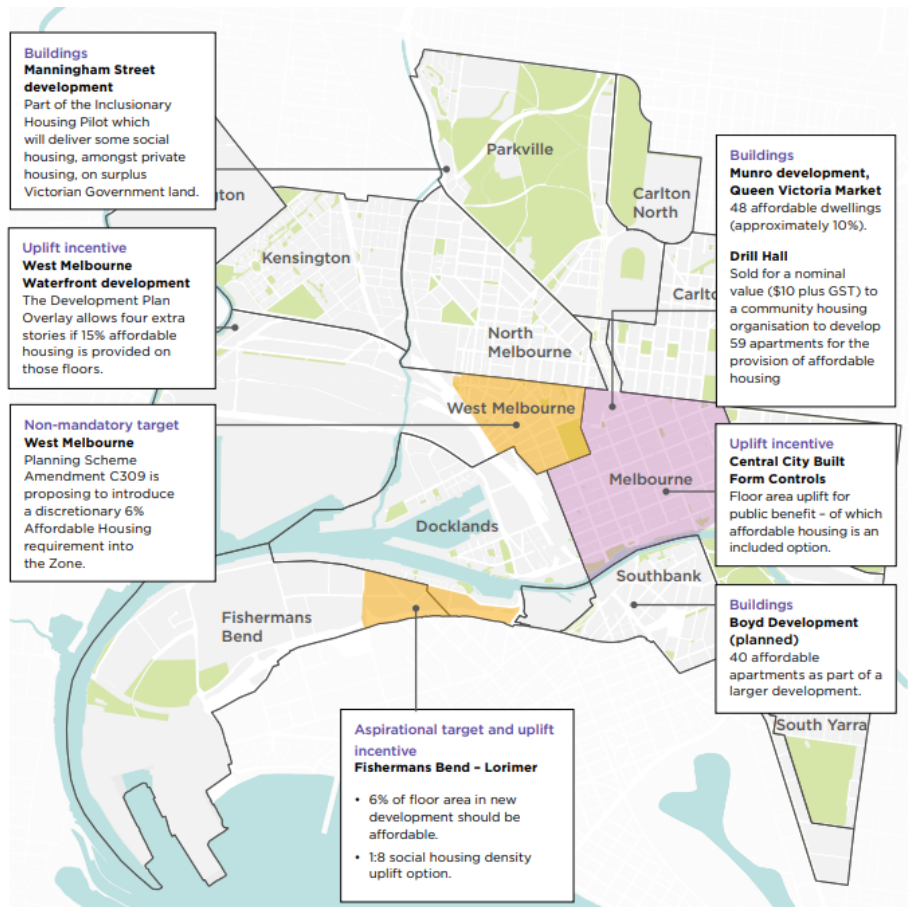 Buildings
Manningham Street
development
Part of the Inclusionary
Housing Pilot which
will deliver some social
housing, amongst private
housing, on surplus
Victorian Government land.
Uplift incentive
West Melbourne
Waterfront development
The Development Plan
Overlay allows four extra
stories if 15% affordable
housing is provided on
those floors.
Non-mandatory target
West Melbourne
Planning Scheme
Amendment C309 is
proposing to introduce
a discretionary 6%
Affordable Housing
requirement into
the Zone.
Parkville
Carlton
North
gton
Kensington
Carlt
North
Melbourne
West Melbourne
Melbourne
Docklands
Southbank
Fishermans
Bend
South Yarra
Buildings
Munro development,
Queen Victoria Market
48 affordable dwellings
(approximately 10%).
Drill Hall
Sold for a nominal
value ($10 plus GST) to
a community housing
organisation to develop
59 apartments for the
provision of affordable
housing
Uplift incentive
Central City Built
Form Controls
Floor area uplift for
public benefit – of which
affordable housing is an
included option.
Buildings
Boyd Development
(planned)
40 affordable
apartments as part of a
larger development.
Aspirational target and uplift
incentive
Fishermans Bend – Lorimer
• 6% of floor area in new
development should be
affordable.
• 1:8 social housing density
uplift option.